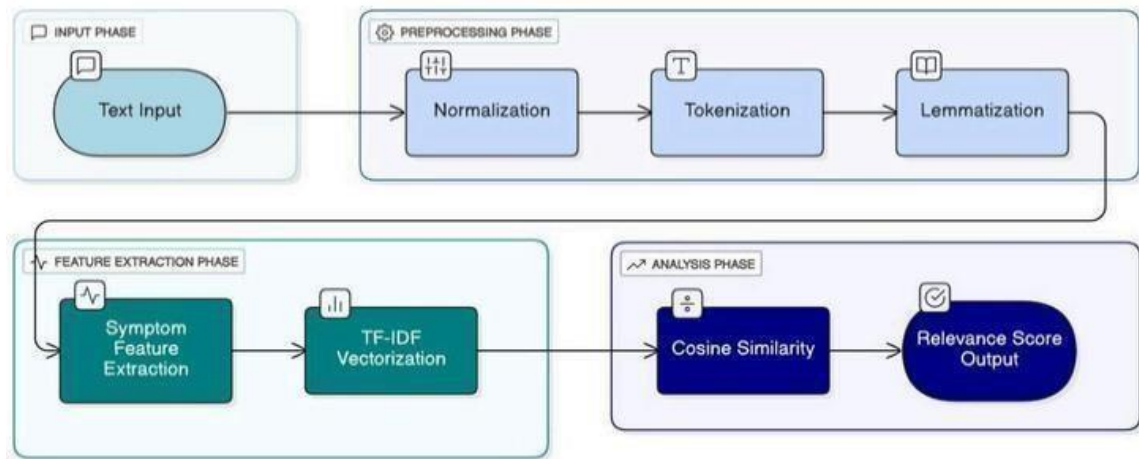 INPUT PHASE
Text Input
PREPROCESSING PHASE
Normalization
T
Tokenization
Lemmatization
FEATURE EXTRACTION PHASE
Symptom
Feature
Extraction
TF-IDF
Vectorization
ANALYSIS PHASE
Cosine Similarity
Relevance Score
Output